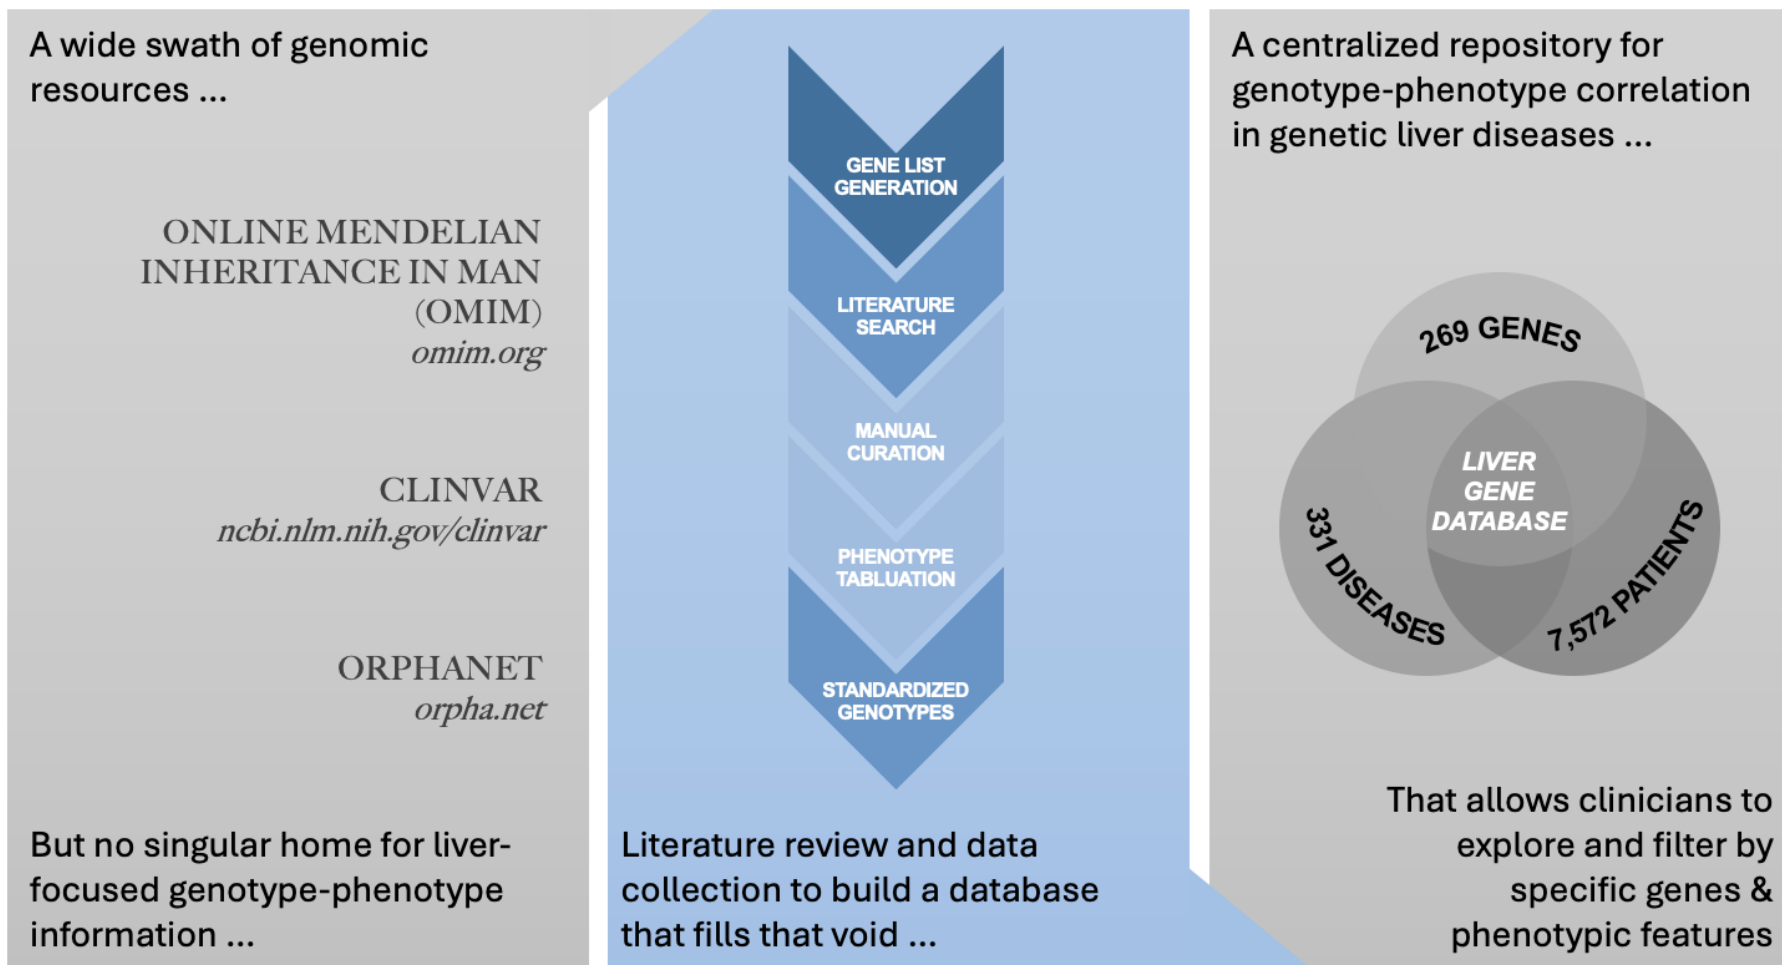 A wide swath of genomic
resources ...
ONLINE MENDELIAN
INHERITANCE IN MAN
(OMIM)
omim.org
CLINVAR
ncbi.nlm.nih.gov/clinvar
ORPHANET
orpha.net
But no singular home for liver-
focused genotype-phenotype
information ...
GENE LIST
GENERATION
LITERATURE
SEARCH
MANUAL
CURATION
PHENOTYPE
TABLUATION
STANDARDIZED
GENOTYPES
Literature review and data
collection to build a database
that fills that void ...
A centralized repository for
genotype-phenotype correlation
in genetic liver diseases ...
269 GENES
LIVER
GENE
DATABASE
331 DISEASES
7,572 PATIENTS
That allows clinicians to
explore and filter by
specific genes &
phenotypic features